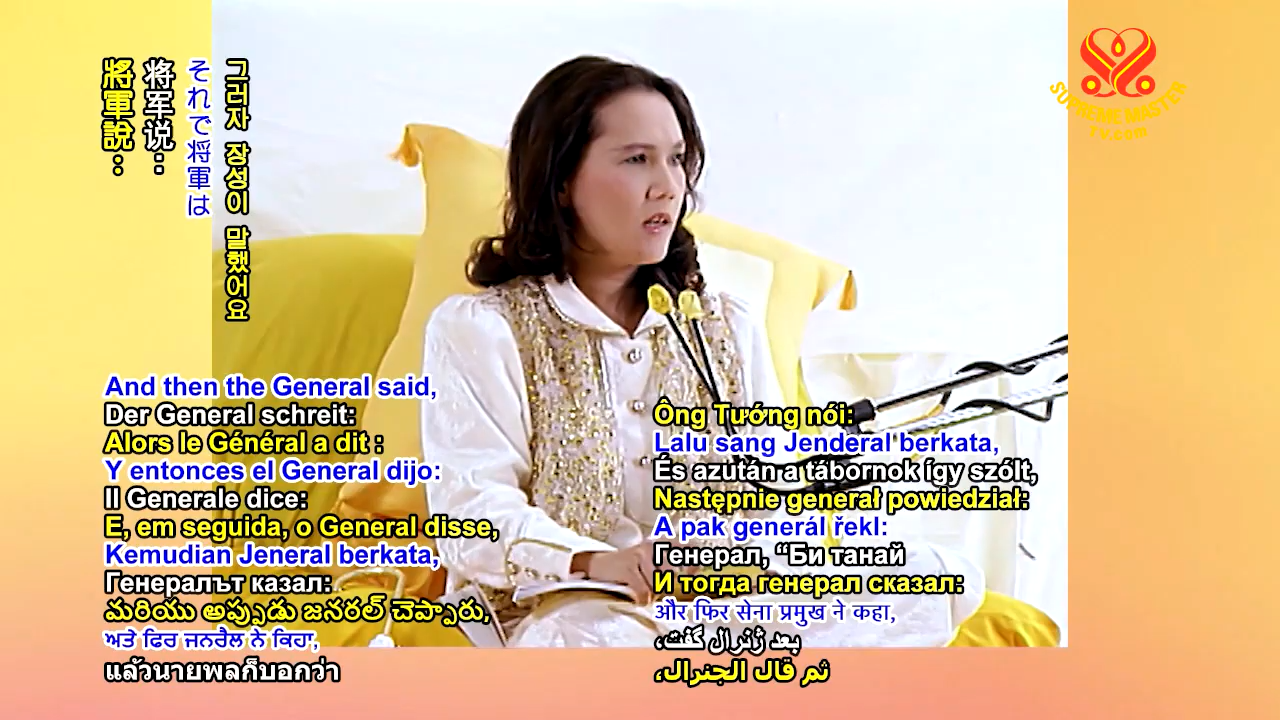 將軍說：
将军说：
それで将軍は
그러자 장성이 말했어요
And then the General said,
Der General schreit:
Alors le Général a dit :
Y entonces el General dijo:
Il Generale dice:
E, em seguida, o General disse,
Kemudian Jeneral berkata,
Генералът казал:
మరియు అప్పుడు జనరల్ చెప్పారు,
ਅਤੇ ਫਿਰ ਜਨਰੈਲ ਨੇ ਕਿਹਾ,
แล้วนายพลก็บอกว่า
Ông Tướng nói:
Lalu sang Jenderal berkata,
És azután a tábornok így szólt,
Następnie generał powiedział:
A pak generál řekl:
Генерал, “Би танай
И тогда генерал сказал:
और फिर सेना प्रमुख ने कहा,
بعد ژنرال گفت،
ثم قال الجنرال،
SUPREME MASTER
TV.com